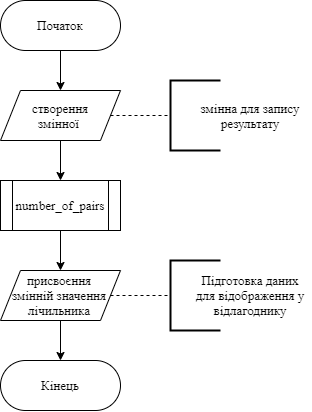 Початок
створення
змінної
змінна для запису
результату
number_of_pairs
присвоєння
змінній значення
лічильника
Підготовка даних
для відображення у
відлагоднику
Кінець